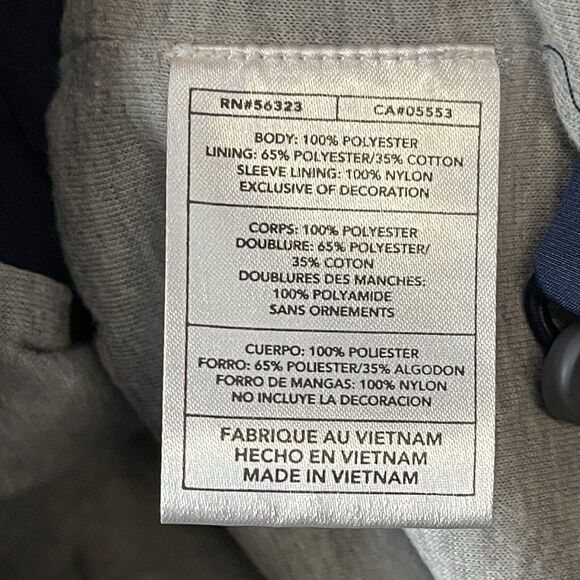 RN#56323 CA#05553
BODY: 100% POLYESTER
LINING: 65% POLYESTER/35% COTTON
SLEEVE LINING: 100% NYLON
EXCLUSIVE OF DECORATION
CORPS: 100% POLYESTER
DOUBLURE: 65% POLYESTER/
35% COTON
DOUBLURES DES MANCHES:
100% POLYAMIDE
SANS ORNEMENTS
CUERPO: 100% POLIESTER
FORRO: 65% POLIESTER/35% ALGODON
FORRO DE MANGAS: 100% NYLON
NO INCLUYE LA DECORACION
FABRIQUE AU VIETNAM
HECHO EN VIETNAM
MADE IN VIETNAM